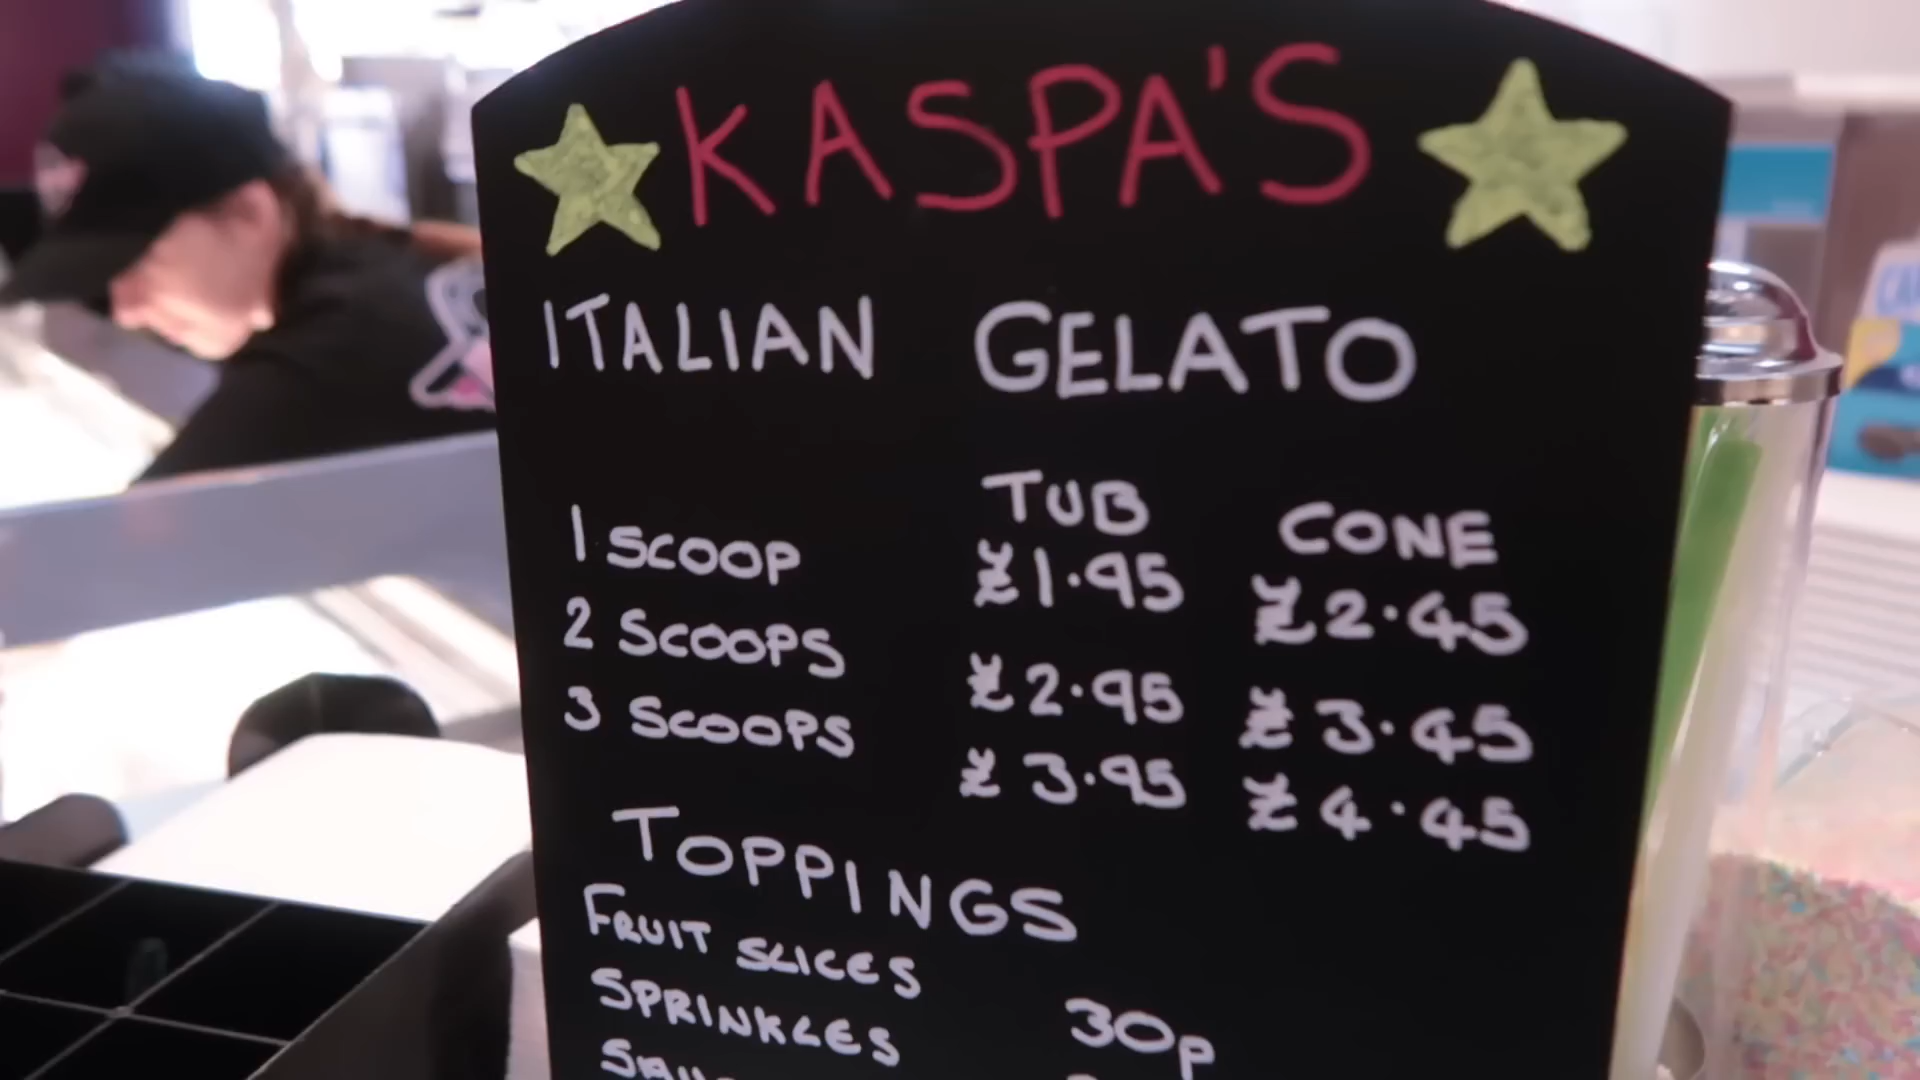 KASPA'S
ITALIAN GELATO
TUB CONE
1 SCOOP £1.95 £2.45
2 SCOOPS £2.95 £3.45
3 SCOOPS £3.95 £4.45
TOPPINGS
FRUIT SLICES 30p
SPRINKLES